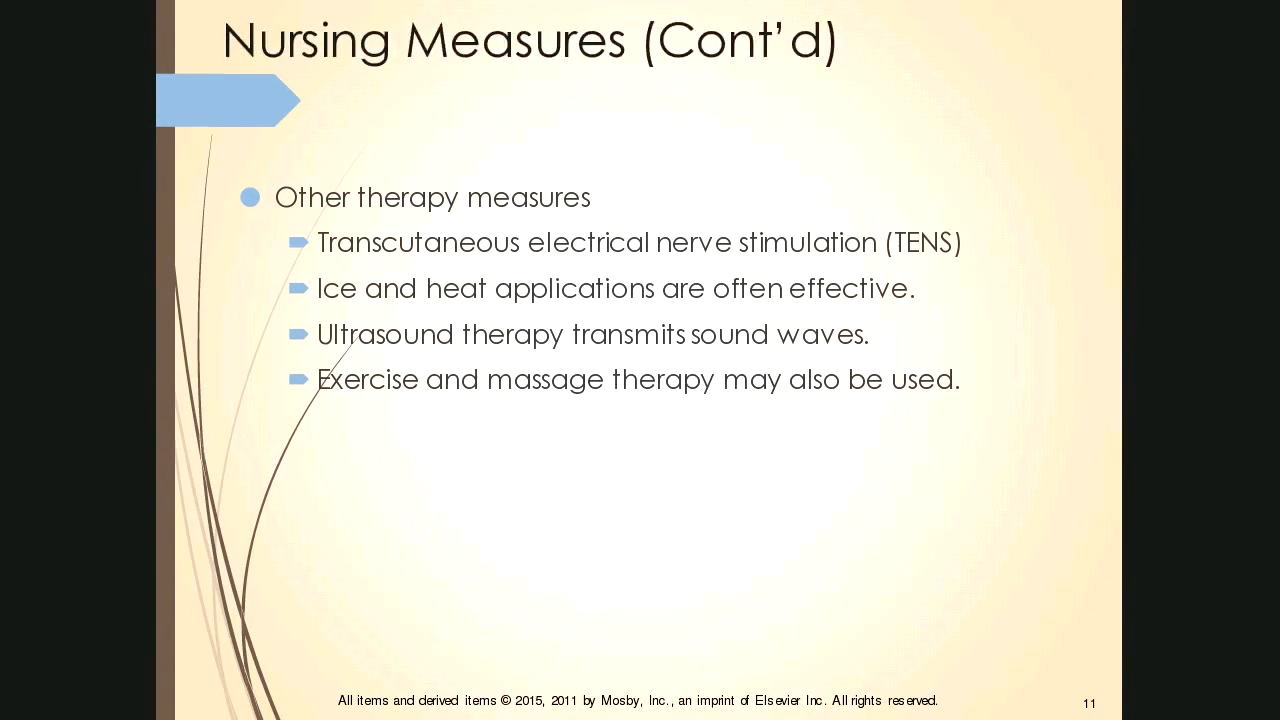 Nursing Measures (Cont’d)
Other therapy measures
Transcutaneous electrical nerve stimulation (TENS)
Ice and heat applications are often effective.
Ultrasound therapy transmits sound waves.
Exercise and massage therapy may also be used.
All items and derived items © 2015, 2011 by Mosby, Inc., an imprint of Elsevier Inc. All rights reserved.
11